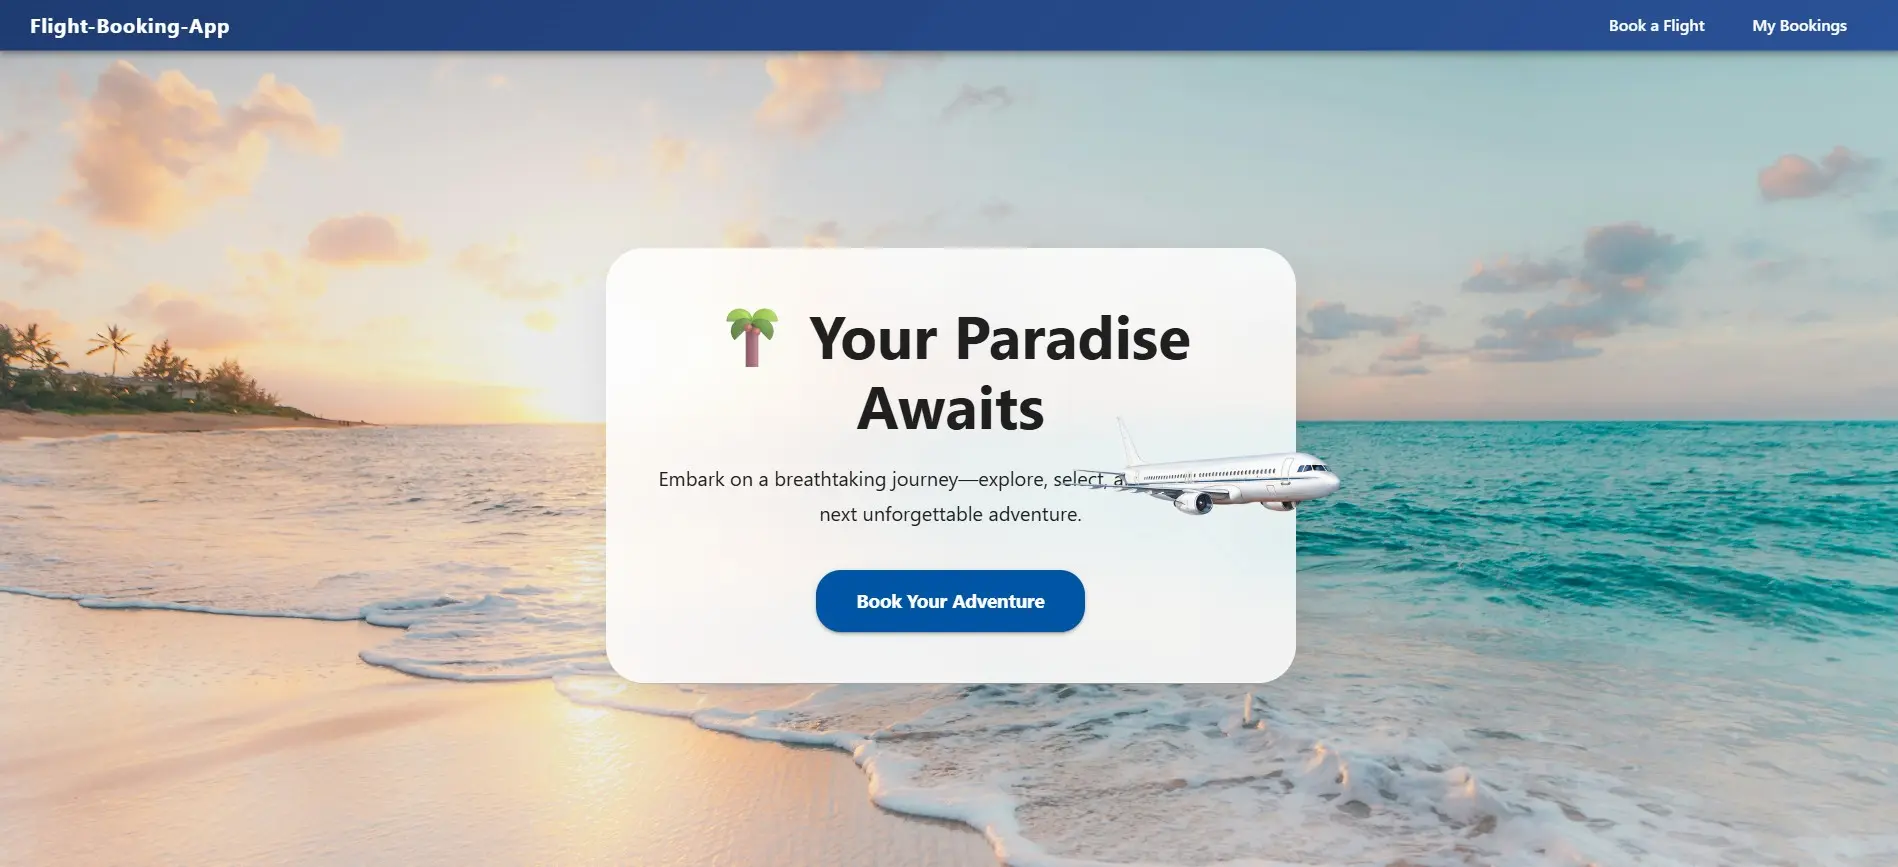 Flight-Booking-App
Book a Flight
My Bookings
Your Paradise
Awaits
Embark on a breathtaking journey—explore, select,
next unforgettable adventure.
Book Your Adventure